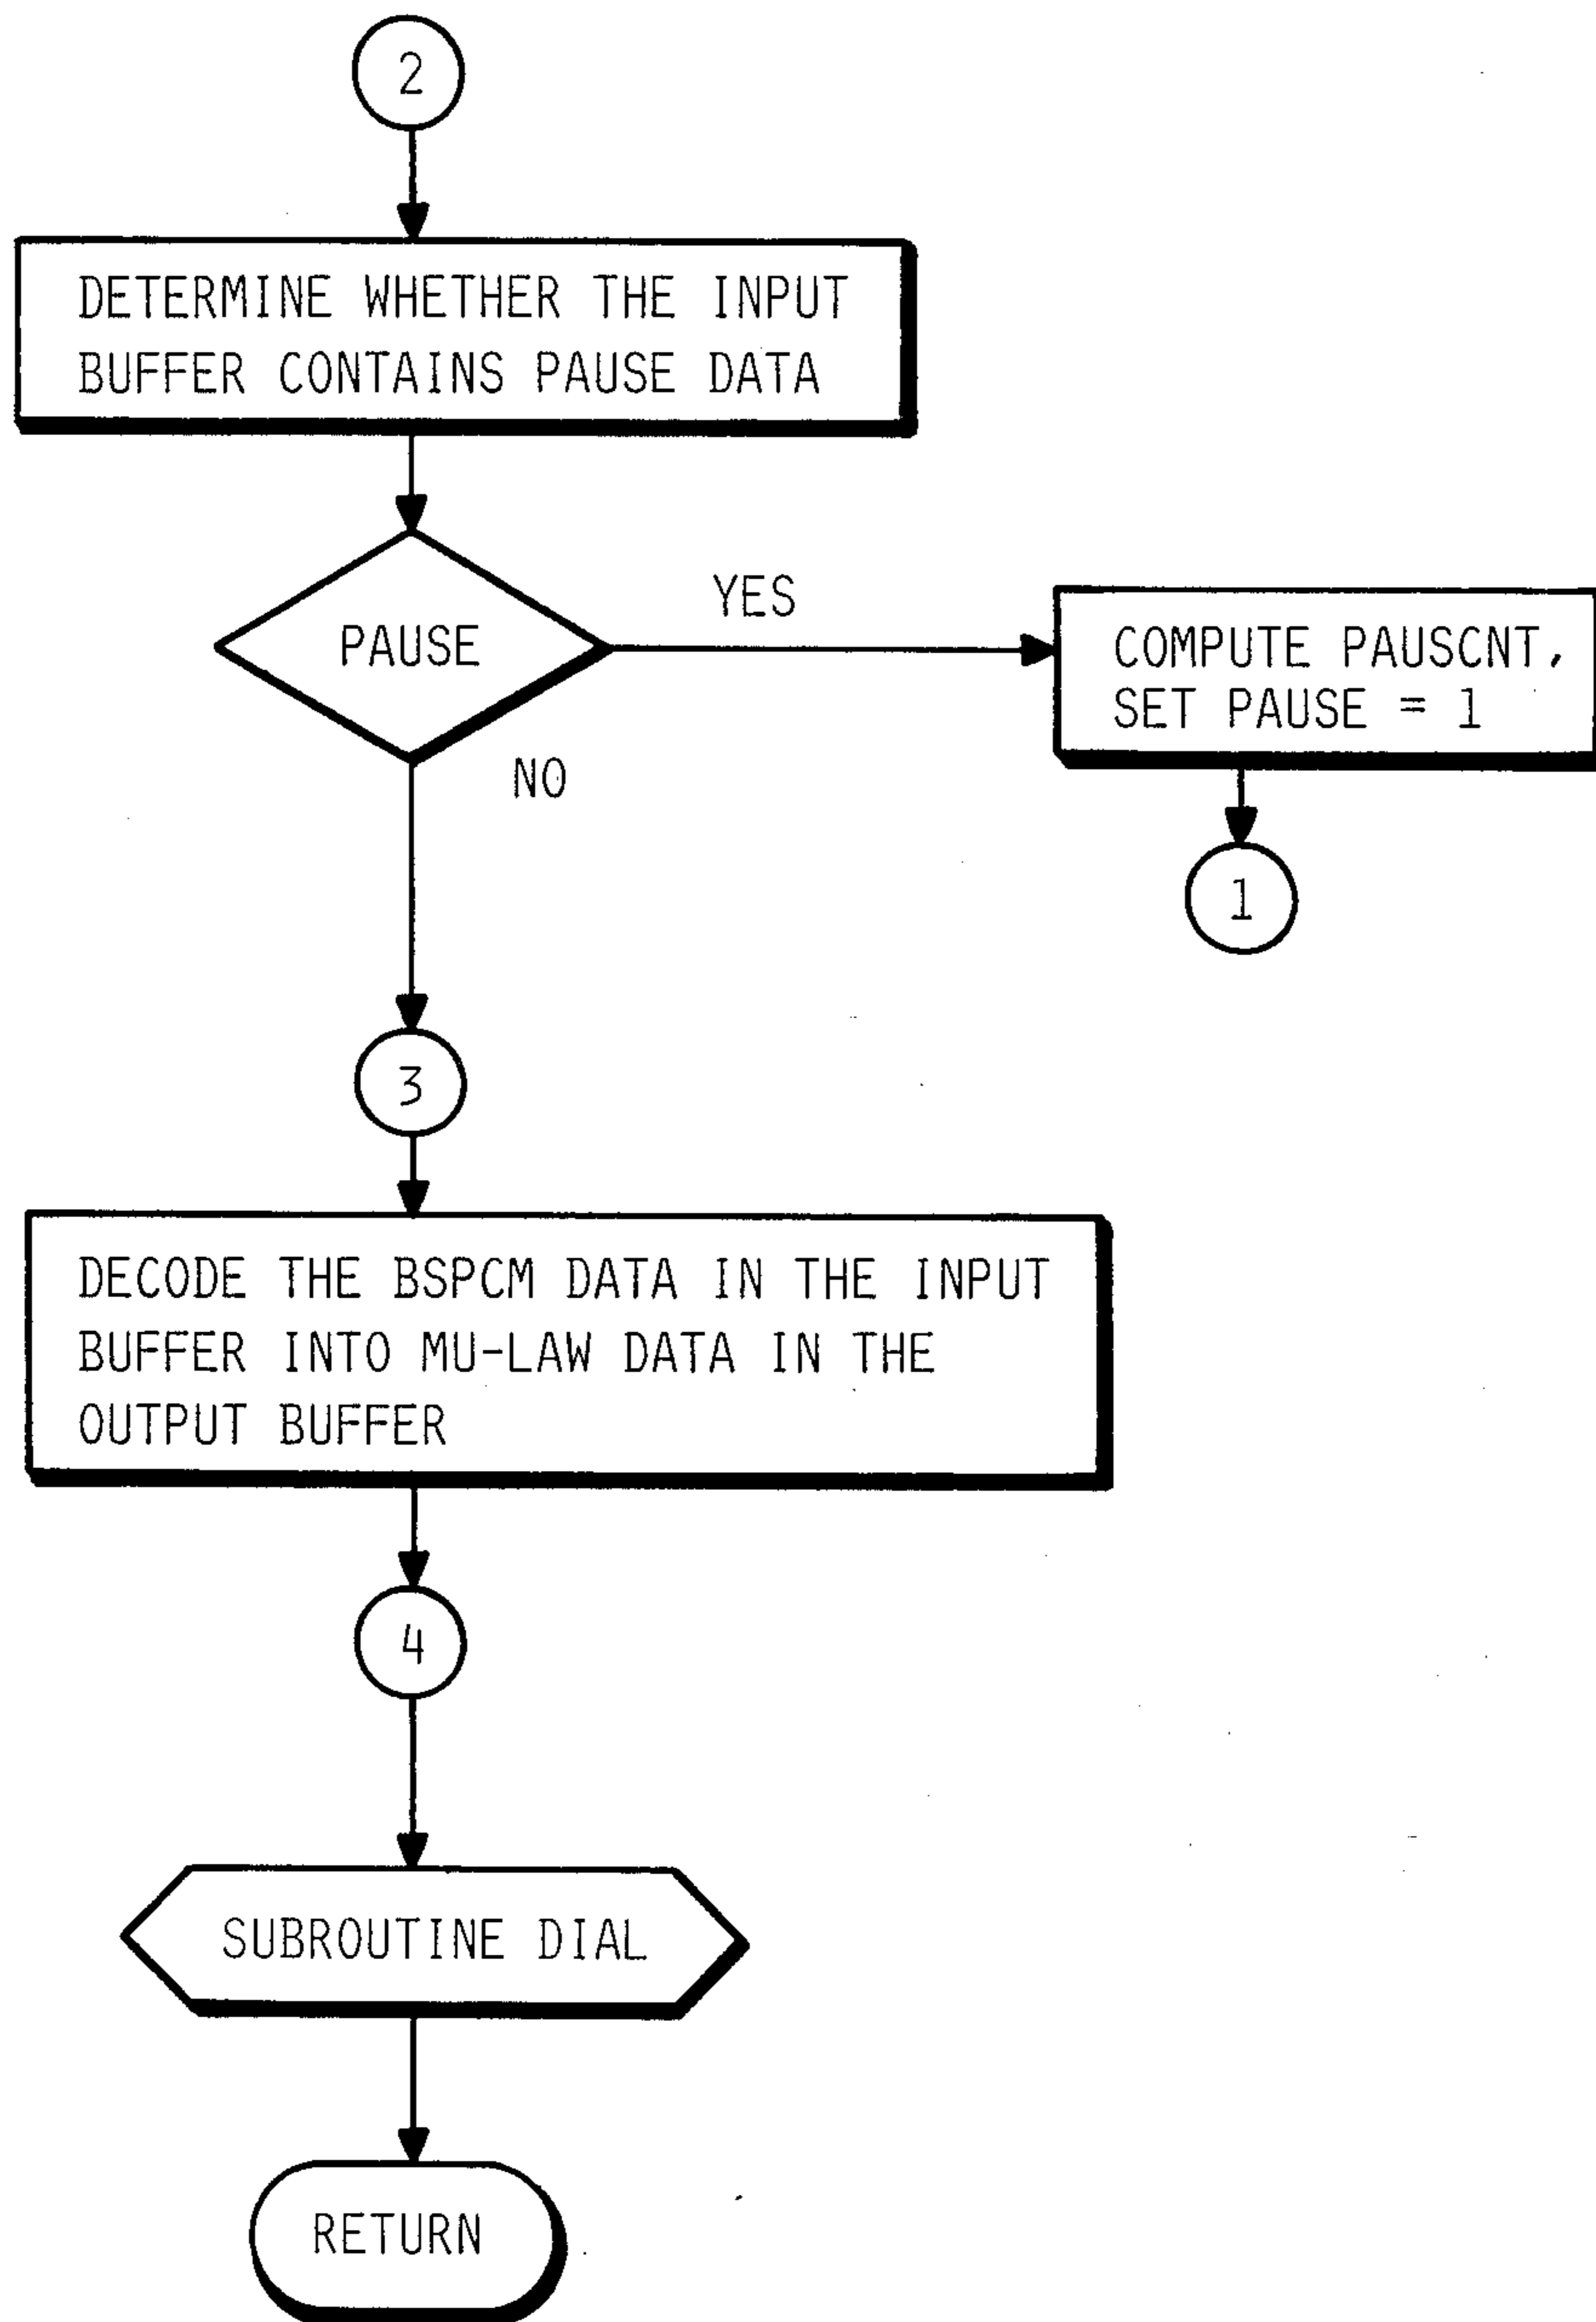 2
DETERMINE WHETHER THE INPUT
BUFFER CONTAINS PAUSE DATA
PAUSE
YES
COMPUTE PAUSCNT,
SET PAUSE = 1
NO
1
3
DECODE THE BSPCM DATA IN THE INPUT
BUFFER INTO MU-LAW DATA IN THE
OUTPUT BUFFER
4
SUBROUTINE DIAL
RETURN